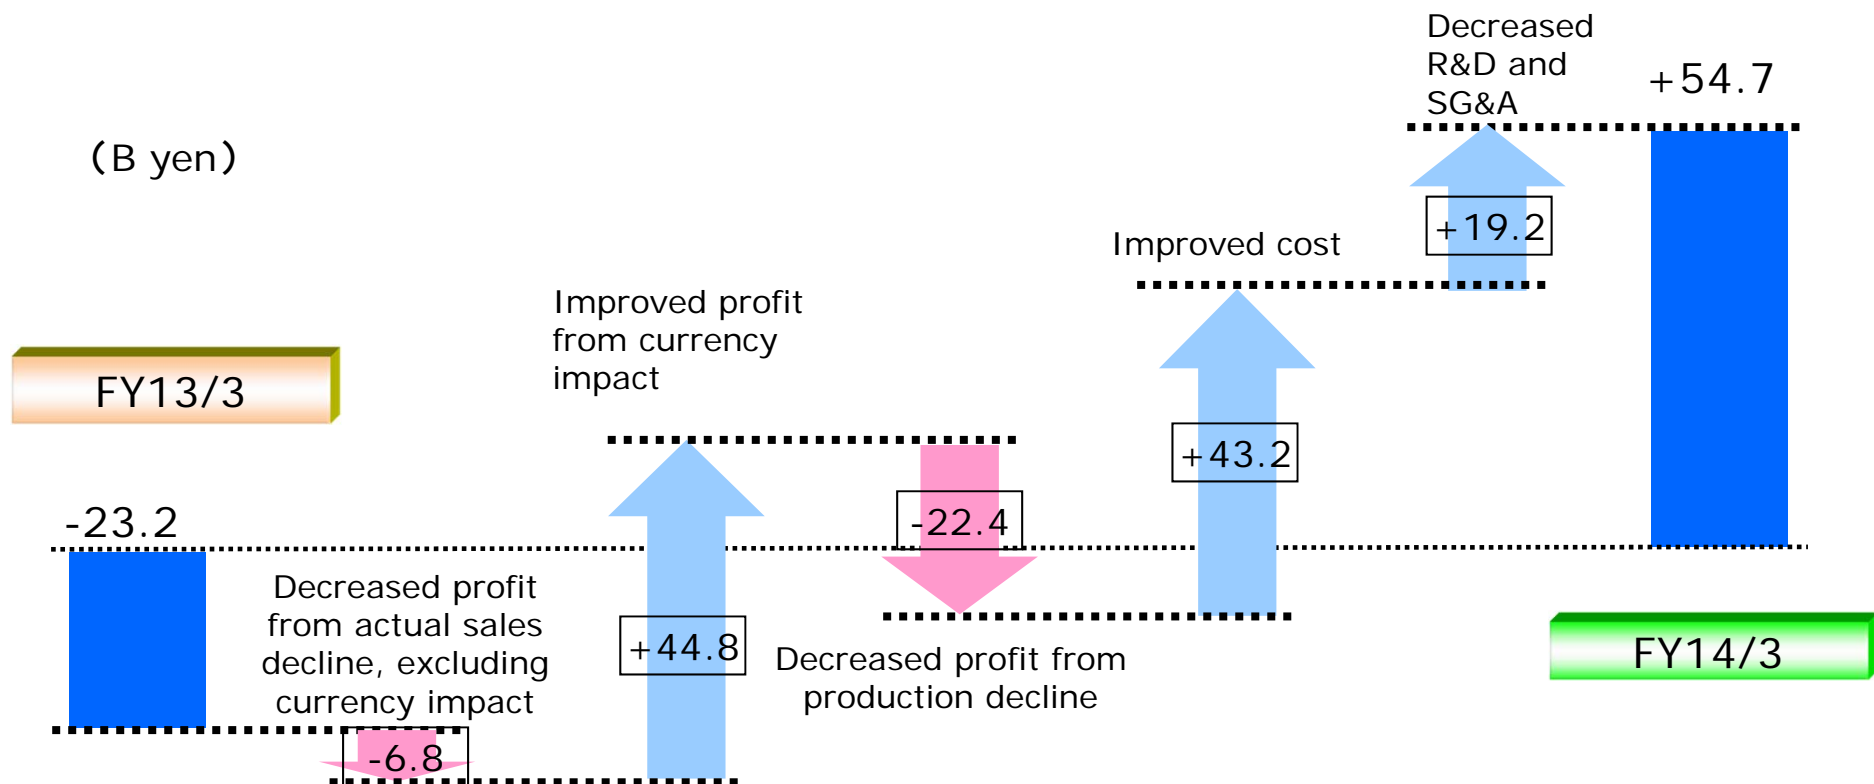 (B yen)
FY13/3
-23.2
Decreased profit
from actual sales
decline, excluding
currency impact
-6.8
Improved profit
from currency
impact
+44.8
-22.4
Decreased profit from
production decline
Improved cost
+43.2
Decreased
R&D and
SG&A
+19.2
+54.7
FY14/3